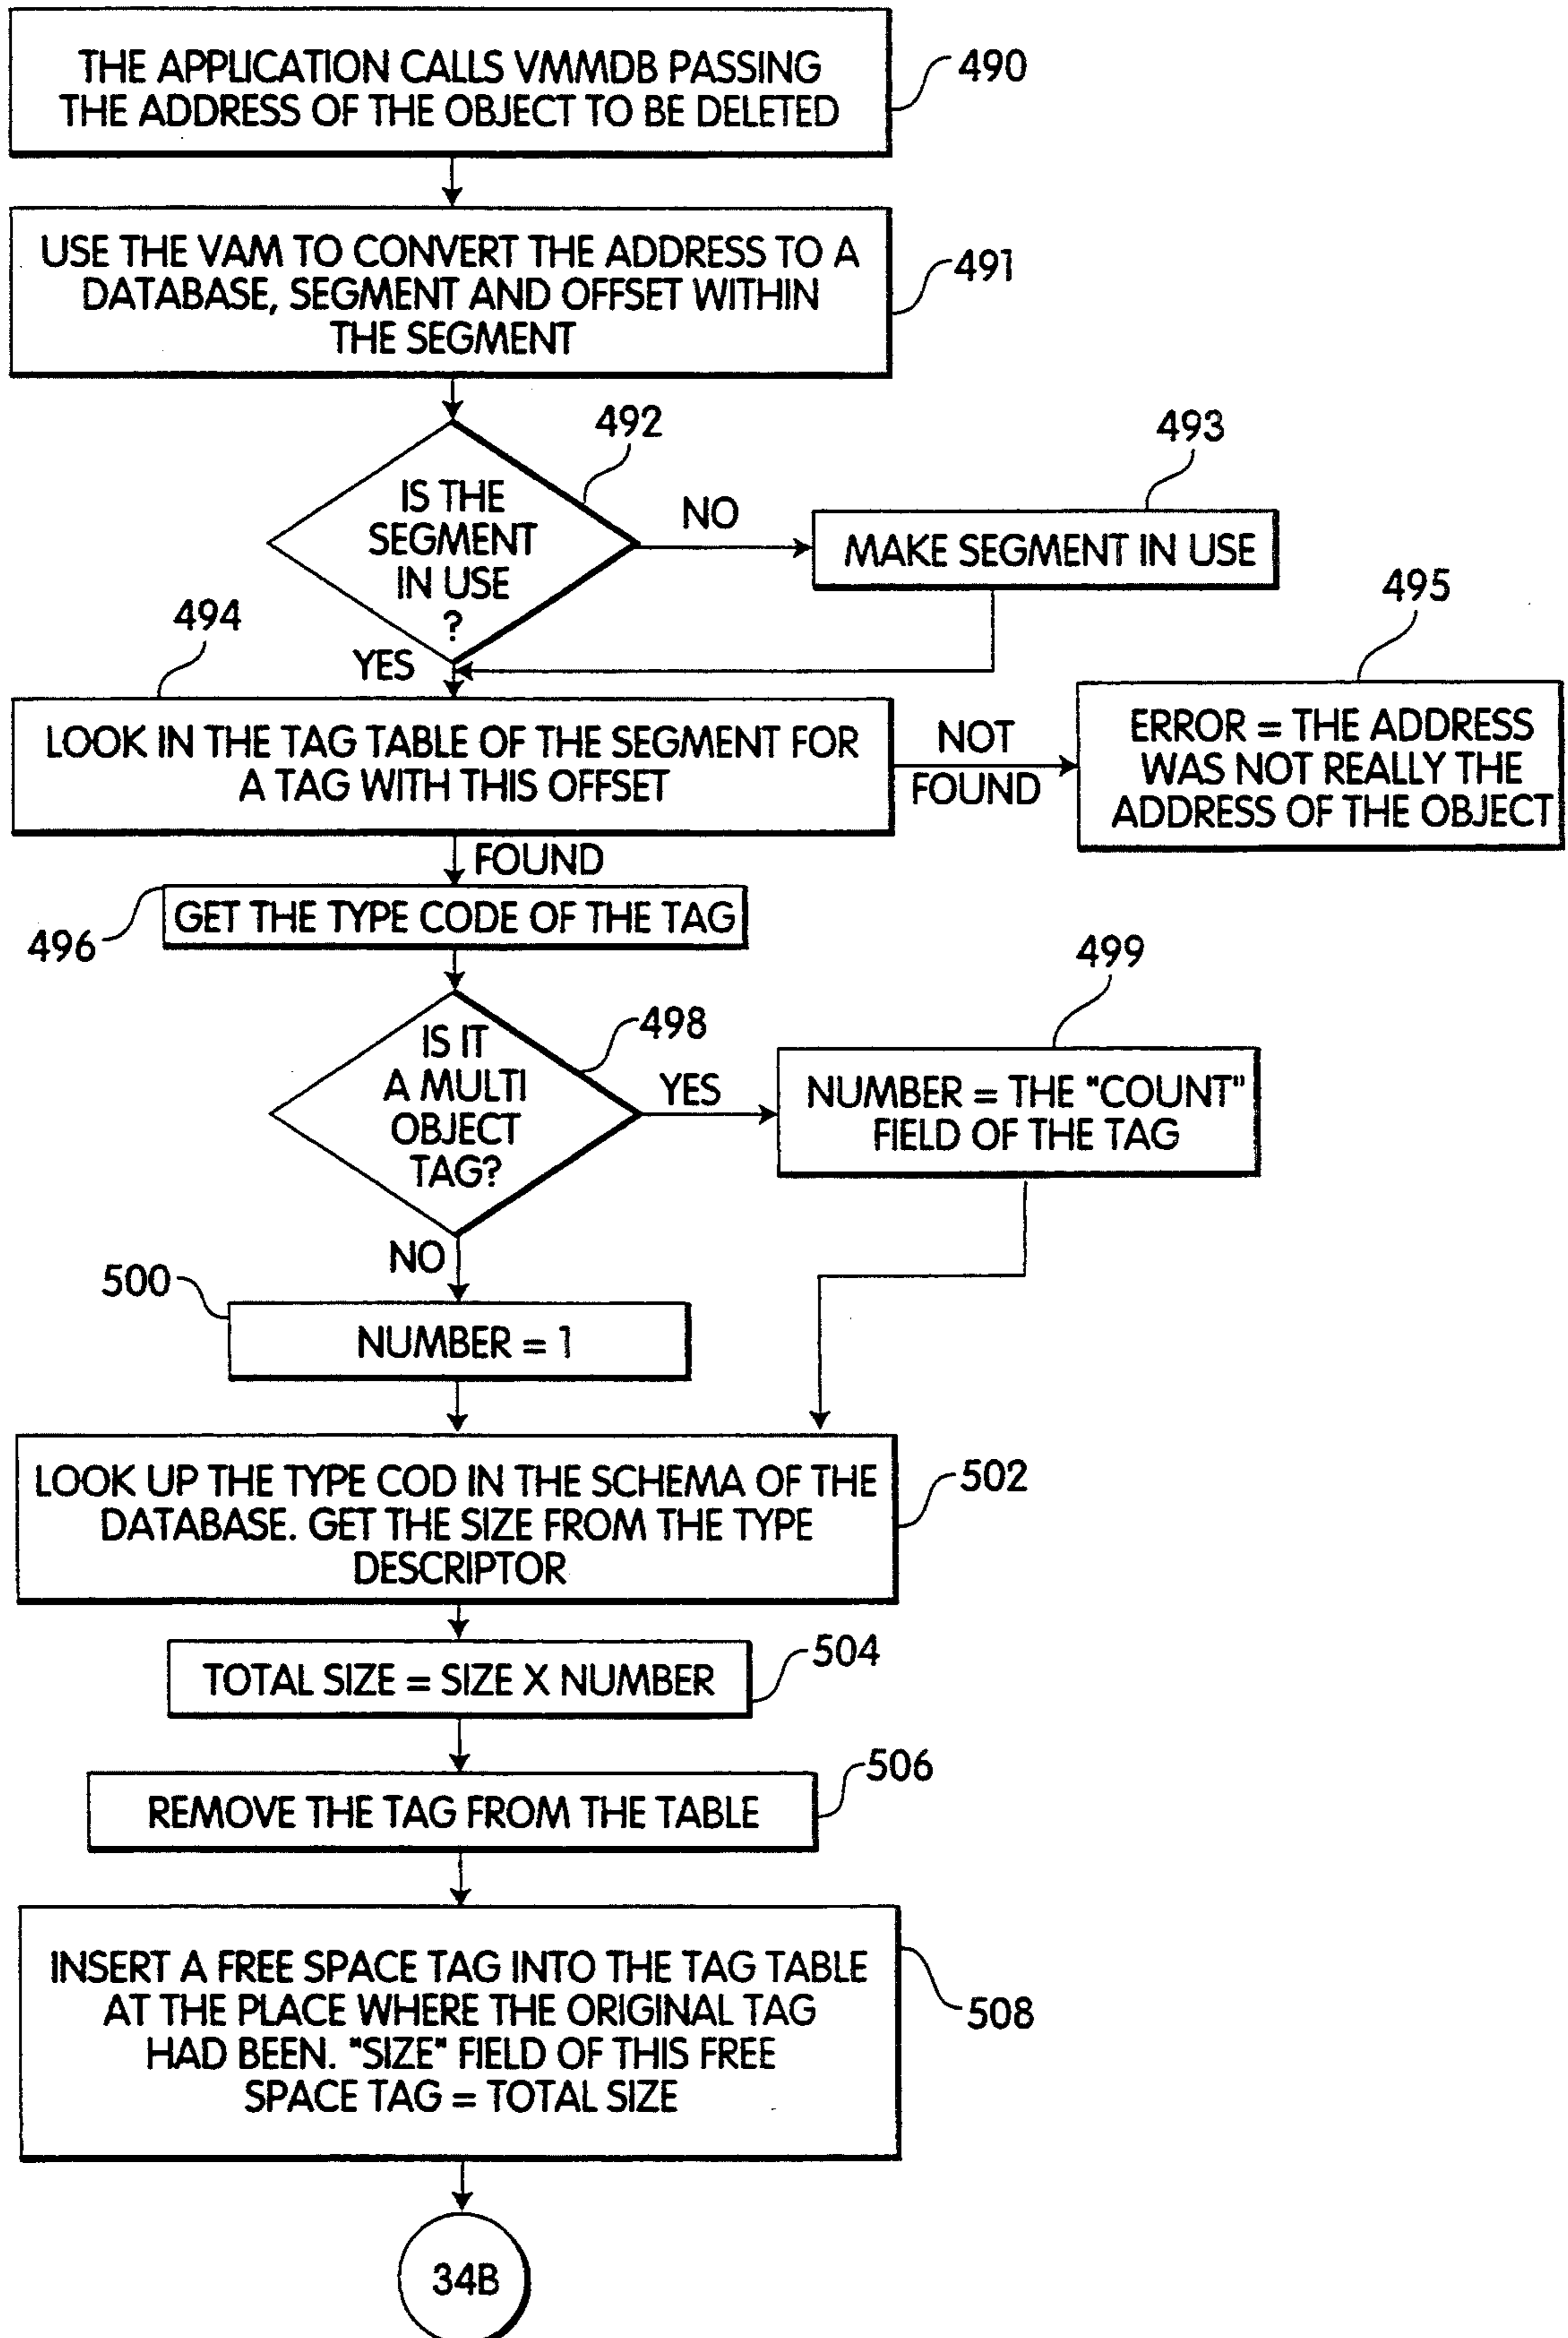 THE APPLICATION CALLS VMMDB PASSING
THE ADDRESS OF THE OBJECT TO BE DELETED
490
USE THE VAM TO CONVERT THE ADDRESS TO A
DATABASE, SEGMENT AND OFFSET WITHIN
THE SEGMENT
491
492
IS THE
SEGMENT
IN USE
?
NO
493
MAKE SEGMENT IN USE
YES
494
LOOK IN THE TAG TABLE OF THE SEGMENT FOR
A TAG WITH THIS OFFSET
NOT
FOUND
495
ERROR = THE ADDRESS
WAS NOT REALLY THE
ADDRESS OF THE OBJECT
FOUND
496
GET THE TYPE CODE OF THE TAG
498
IS IT
A MULTI
OBJECT
TAG?
YES
499
NUMBER = THE "COUNT"
FIELD OF THE TAG
NO
500
NUMBER = 1
LOOK UP THE TYPE COD IN THE SCHEMA OF THE
DATABASE. GET THE SIZE FROM THE TYPE
DESCRIPTOR
502
TOTAL SIZE = SIZE X NUMBER
504
REMOVE THE TAG FROM THE TABLE
506
INSERT A FREE SPACE TAG INTO THE TAG TABLE
AT THE PLACE WHERE THE ORIGINAL TAG
HAD BEEN. "SIZE" FIELD OF THIS FREE
SPACE TAG = TOTAL SIZE
508
34B